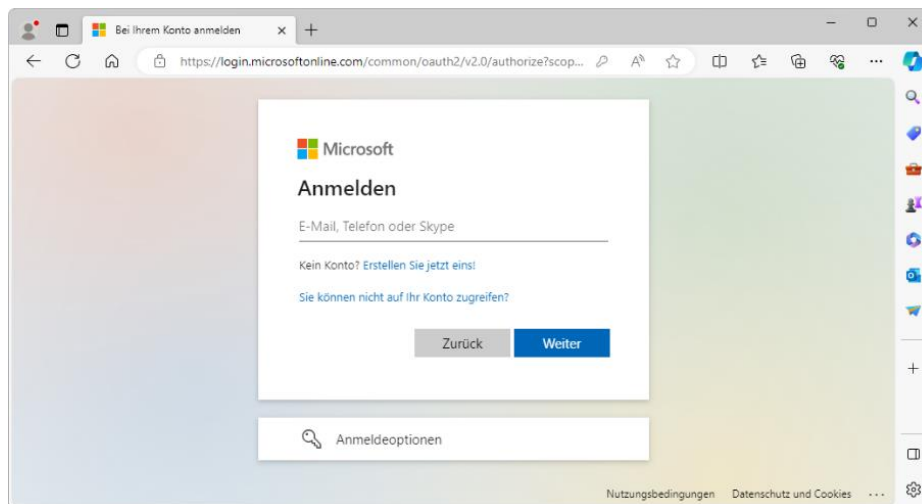 Bei Ihrem Konto anmelden
https://login.microsoftonline.com/common/oauth2/v2.0/authorize?scop...
Microsoft
Anmelden
E-Mail, Telefon oder Skype
Kein Konto? Erstellen Sie jetzt eins!
Sie können nicht auf Ihr Konto zugreifen?
Zurück Weiter
Anmeldeoptionen
Nutzungsbedingungen Datenschutz und Cookies ...